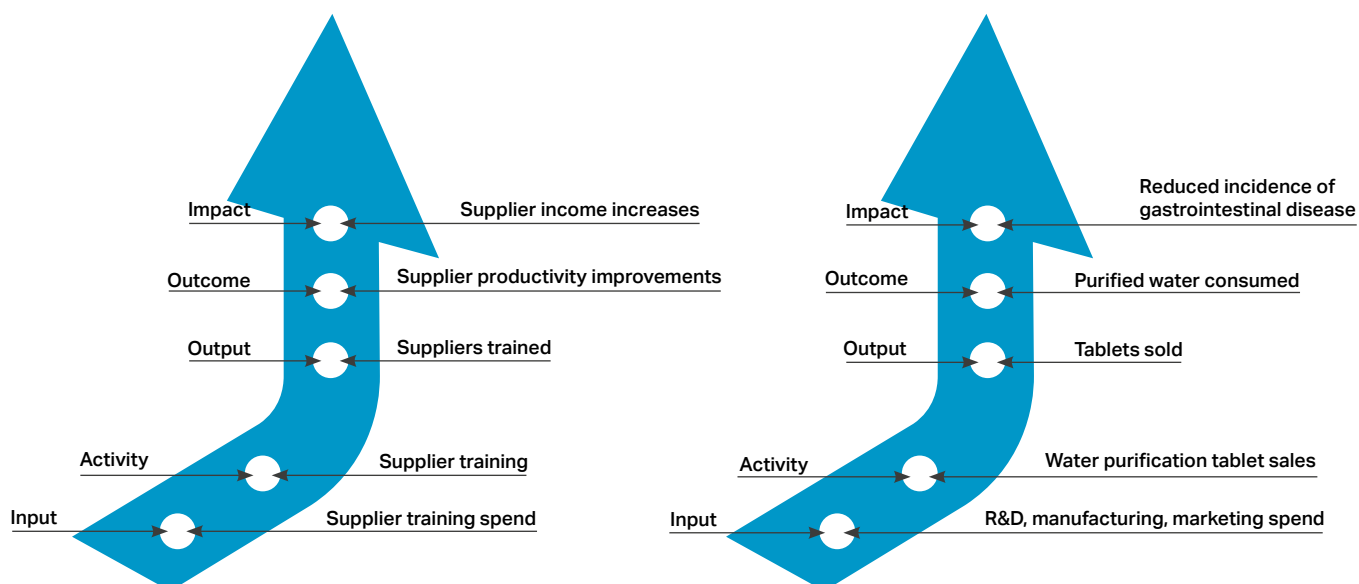 Impact
Supplier income increases
Outcome
Supplier productivity improvements
Output
Suppliers trained
Activity
Supplier training
Input
Supplier training spend
Impact
Reduced incidence of
gastrointestinal disease
Outcome
Purified water consumed
Output
Tablets sold
Activity
Water purification tablet sales
Input
R&D, manufacturing, marketing spend